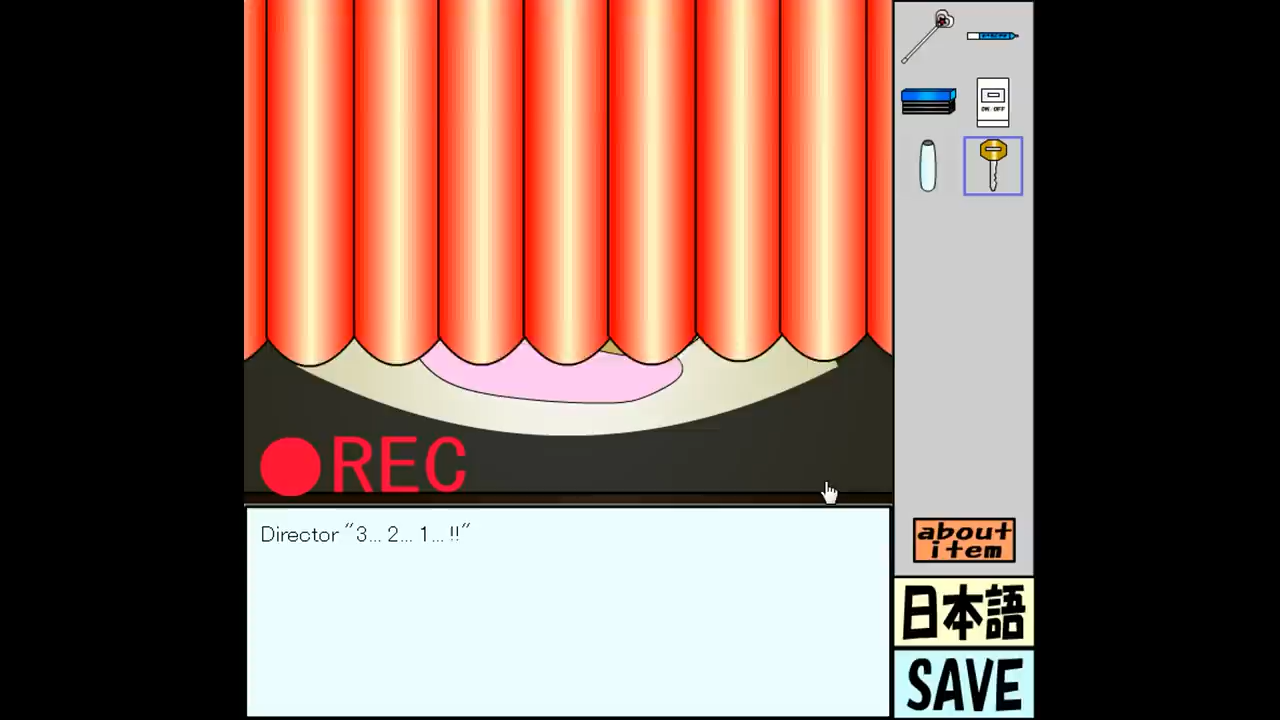 REC
Director "3... 2... 1... !!"
ON OFF
about
item
日本語
SAVE